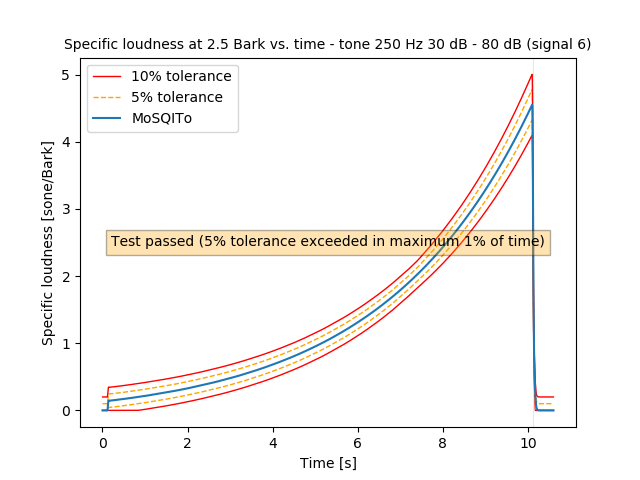 Specific loudness at 2.5 Bark vs. time - tone 250 Hz 30 dB - 80 dB (signal 6)
10% tolerance
5% tolerance
MoSQITo
Test passed (5% tolerance exceeded in maximum 1% of time)
Specific loudness [sone/Bark]
5
4
3
2
1
0
0 2 4 6 8 10
Time [s]